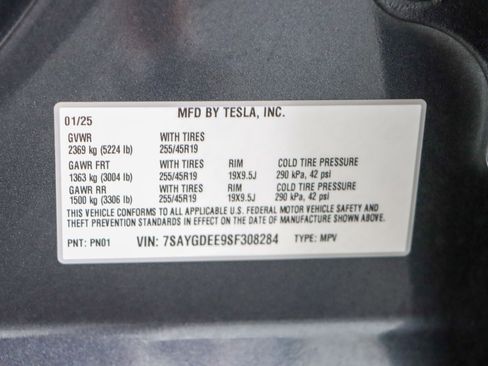 MFD BY TESLA, INC.
01/25
GVWR WITH TIRES
2369 kg (5224 lb) 255/45R19
GAWR FRT WITH TIRES RIM COLD TIRE PRESSURE
1363 kg (3004 lb) 255/45R19 19X9.5J 290 kPa, 42 psi
GAWR RR WITH TIRES RIM COLD TIRE PRESSURE
1500 kg (3306 lb) 255/45R19 19X9.5J 290 kPa, 42 psi
THIS VEHICLE CONFORMS TO ALL APPLICABLE U.S. FEDERAL MOTOR VEHICLE SAFETY AND
THEFT PREVENTION STANDARDS IN EFFECT ON THE DATE OF MANUFACTURE SHOWN ABOVE.
PNT: PN01 VIN: 7SAYGDEE9SF308284 TYPE: MPV